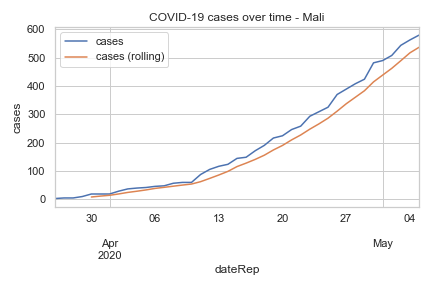 COVID-19 cases over time - Mali
cases
cases (rolling)
600
500
400
300
200
100
0
cases
30 06 13 20 27 04
Apr May
2020
dateRep